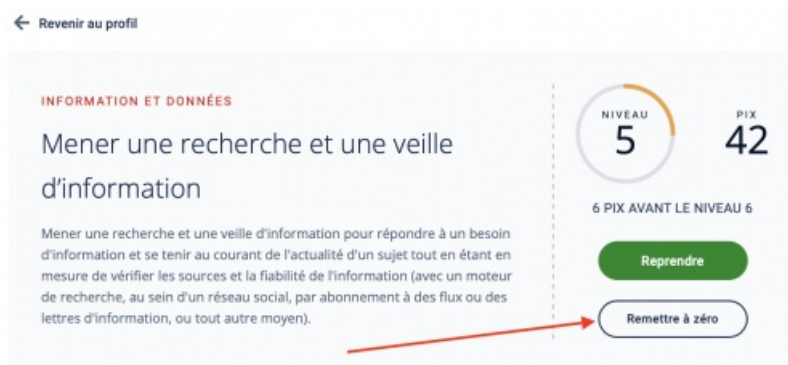 Revenir au profil
INFORMATION ET DONNÉES
Mener une recherche et une veille
d'information
Mener une recherche et une veille d'information pour répondre à un besoin
d'information et se tenir au courant de l'actualité d'un sujet tout en étant en
mesure de vérifier les sources et la fiabilité de l'information (avec un moteur
de recherche, au sein d'un réseau social, par abonnement à des flux ou des
lettres d'information, ou tout autre moyen).
NIVEAU
5
PIX
42
6 PIX AVANT LE NIVEAU 6
Reprendre
Remettre à zéro